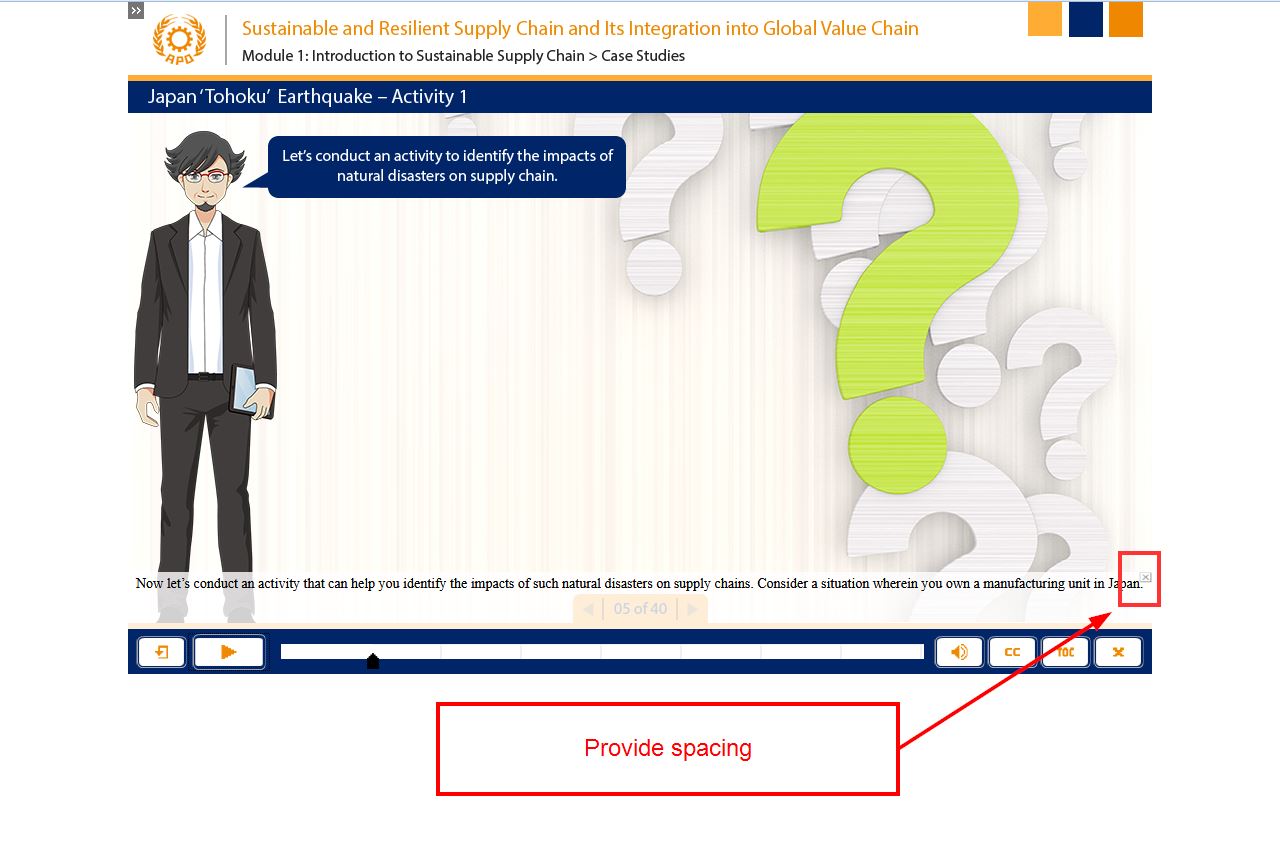 Sustainable and Resilient Supply Chain and Its Integration into Global Value Chain
APO
Module 1: Introduction to Sustainable Supply Chain > Case Studies
Japan ‘Tohoku’ Earthquake – Activity 1
Let’s conduct an activity to identify the impacts of
natural disasters on supply chain.
Now let’s conduct an activity that can help you identify the impacts of such natural disasters on supply chains. Consider a situation wherein you own a manufacturing unit in Japan.
05 of 40
CC
TOC
Provide spacing